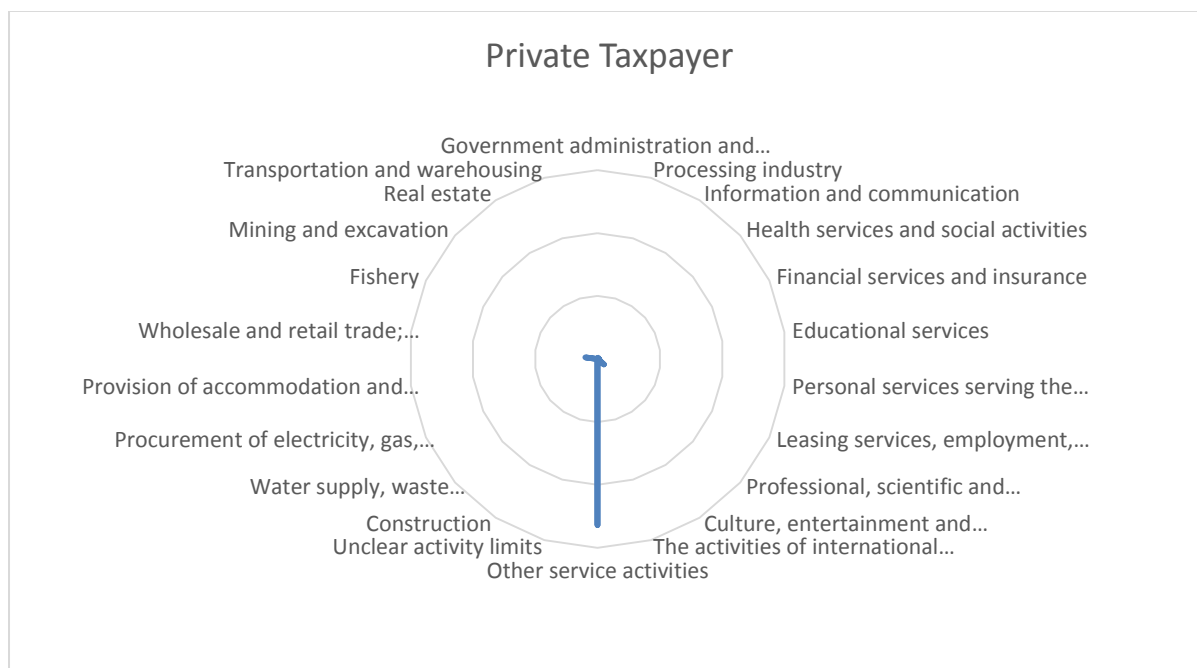 Private Taxpayer
Government administration and...
Transportation and warehousing
Processing industry
Real estate
Information and communication
Mining and excavation
Health services and social activities
Fishery
Financial services and insurance
Wholesale and retail trade;...
Educational services
Provision of accommodation and...
Personal services serving the...
Procurement of electricity, gas,...
Leasing services, employment,...
Water supply, waste...
Professional, scientific and...
Construction
Culture, entertainment and...
Unclear activity limits
The activities of international...
Other service activities